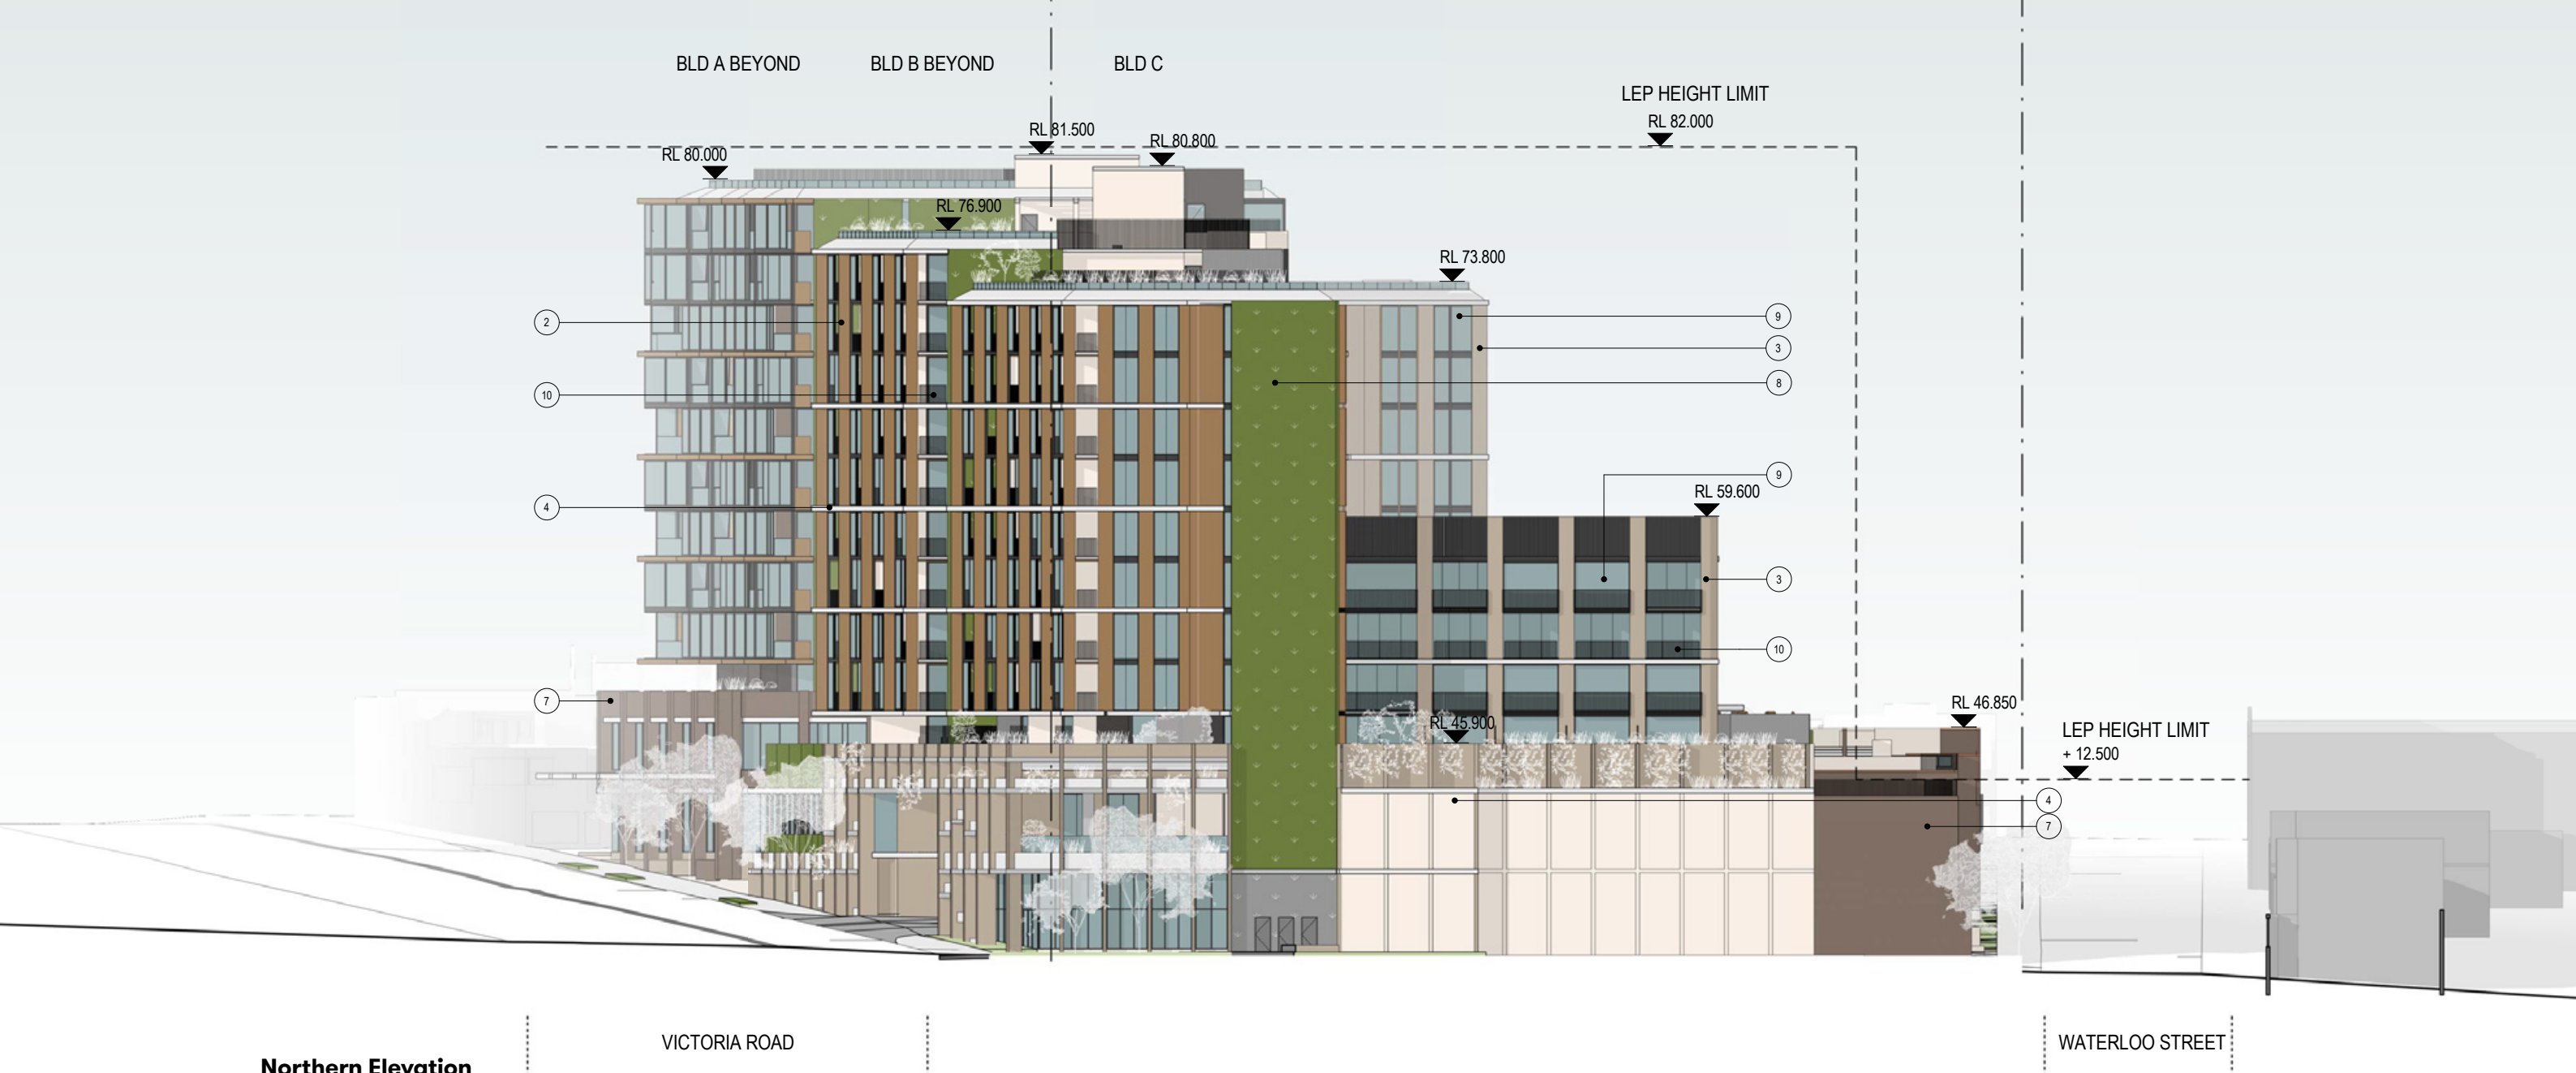 BLD A BEYOND
BLD B BEYOND
BLD C
LEP HEIGHT LIMIT
RL 82.000
RL 81.500
RL 80.800
RL 80.000
RL 76.900
RL 73.800
2
9
3
8
10
9
RL 59.600
4
3
10
7
RL 46.850
RL 45.900
LEP HEIGHT LIMIT
+ 12.500
4
7
VICTORIA ROAD
WATERLOO STREET
Northern Elevation